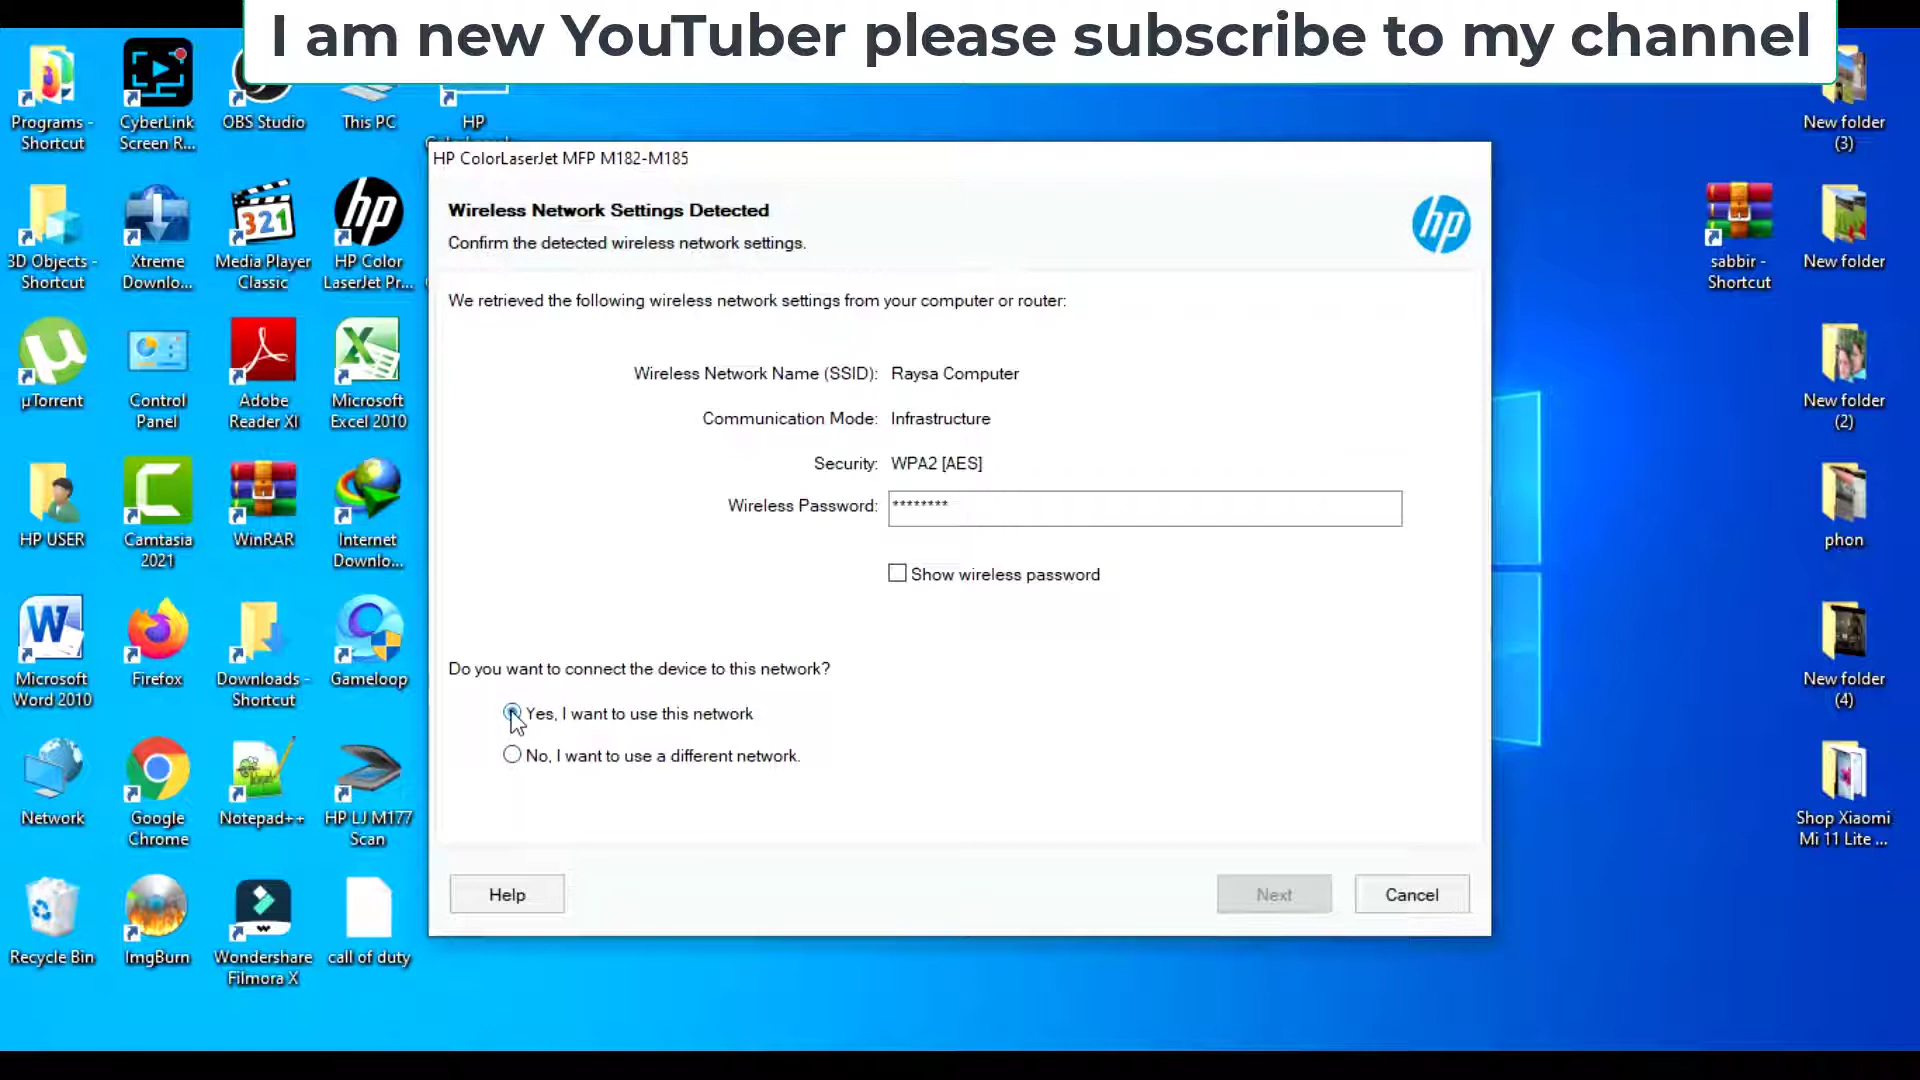 I am new YouTuber please subscribe to my channel
Programs -
Shortcut
CyberLink
Screen R...
OBS Studio
This PC
HP
New folder
(3)
3D Objects -
Shortcut
Xtreme
Downlo...
321
Media Player
Classic
hp
HP Color
LaserJet Pr...
sabbir -
Shortcut
New folder
µTorrent
Control
Panel
Adobe
Reader XI
Microsoft
Excel 2010
New folder
(2)
HP USER
Camtasia
2021
WinRAR
Internet
Downlo...
phon
Microsoft
Word 2010
Firefox
Downloads -
Shortcut
Gameloop
New folder
(4)
Network
Google
Chrome
Notepad++
HP LJ M177
Scan
Shop Xiaomi
Mi 11 Lite ...
Recycle Bin
ImgBurn
Wondershare
Filmora X
call of duty
HP ColorLaserJet MFP M182-M185
Wireless Network Settings Detected
Confirm the detected wireless network settings.
hp
We retrieved the following wireless network settings from your computer or router:
Wireless Network Name (SSID): Raysa Computer
Communication Mode: Infrastructure
Security: WPA2 [AES]
Wireless Password: ********
Show wireless password
Do you want to connect the device to this network?
Yes, I want to use this network
No, I want to use a different network.
Help
Next
Cancel